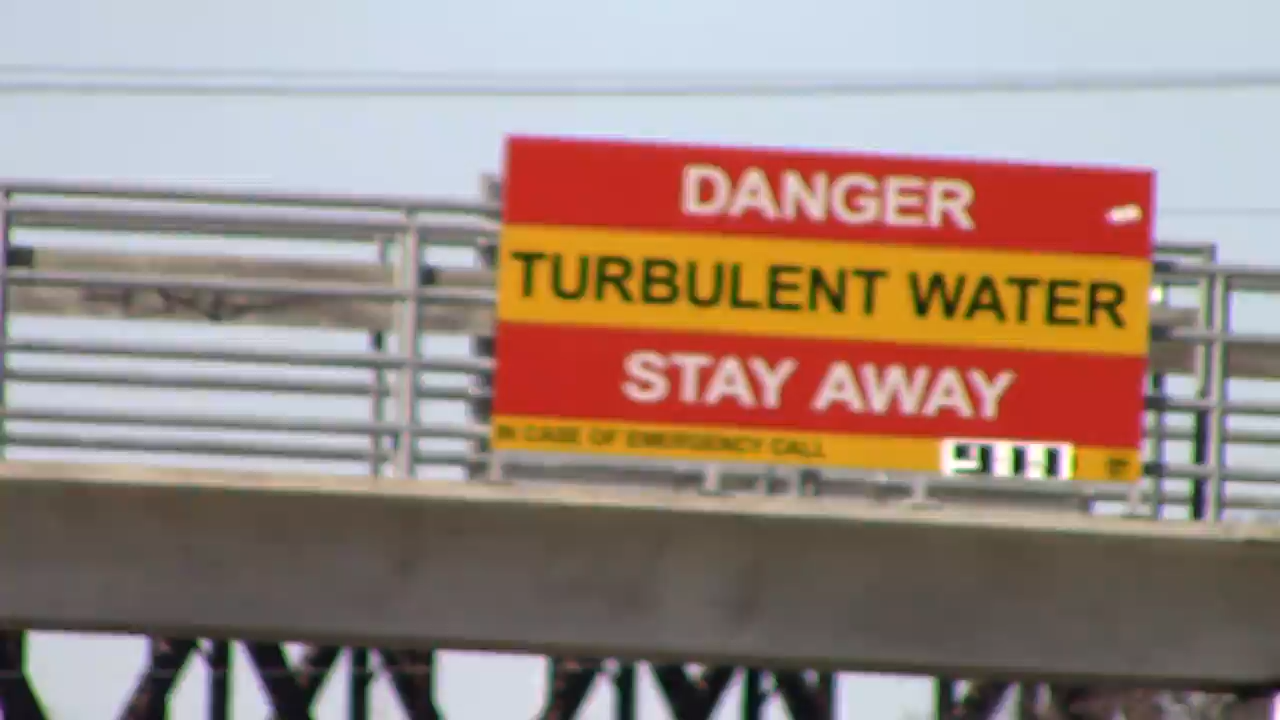 DANGER
TURBULENT WATER
STAY AWAY
IN CASE OF EMERGENCY CALL 911